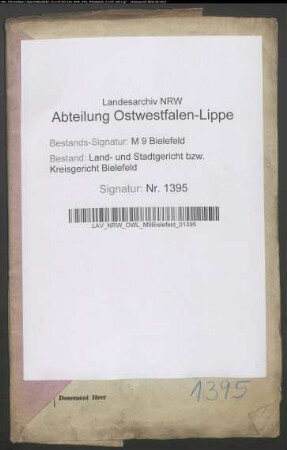 Landesarchiv NRW
Abteilung Ostwestfalen-Lippe
Bestands-Signatur: M 9 Bielefeld
Bestand: Land- und Stadtgericht bzw.
Kreisgericht Bielefeld
Signatur: Nr. 1395
LAV_NRW_OWL_M9Bielefeld_01395
1395
Herr